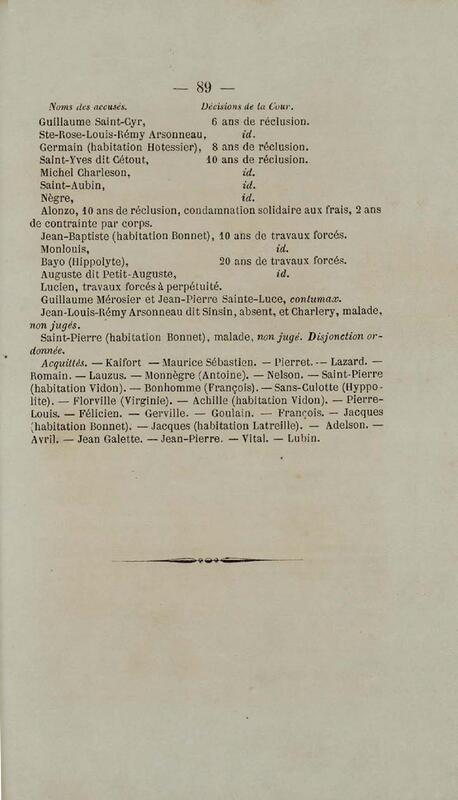 — 89 —
Noms des accusés. Décisions de la Cour.
Guillaume Saint-Cyr, 6 ans de réclusion.
Ste-Rose-Louis-Rémy Arsonneau, id.
Germain (habitation Hotessier), 8 ans de réclusion.
Saint-Yves dit Cétout, 10 ans de réclusion.
Michel Charleson, id.
Saint-Aubin, id.
Nègre, id.
Alonzo, 10 ans de réclusion, condamnation solidaire aux frais, 2 ans
de contrainte par corps.
Jean-Baptiste (habitation Bonnet), 10 ans de travaux forcés.
Monlouis, id.
Bayo (Hippolyte), 20 ans de travaux forcés.
Auguste dit Petit-Auguste, id.
Lucien, travaux forcés à perpétuité.
Guillaume Mérosier et Jean-Pierre Sainte-Luce, contumax.
Jean-Louis-Rémy Arsonneau dit Sinsin, absent, et Charlery, malade,
non jugés.
Saint-Pierre (habitation Bonnet), malade, non jugé. Disjonction or-
donnée.
Acquittés. — Kaifort — Maurice Sébastien. — Pierret. — Lazard. —
Romain. — Lauzus. — Monnègre (Antoine). — Nelson. — Saint-Pierre
(habitation Vidon). — Bonhomme (François). — Sans-Culotte (Hyppo-
lite). — Florville (Virginie). — Achille (habitation Vidon). — Pierre-
Louis. — Félicien. — Gerville. — Goulain. — François. — Jacques
(habitation Bonnet). — Jacques (habitation Latreille). — Adelson. —
Avril. — Jean Galette. — Jean-Pierre. — Vital. — Lubin.